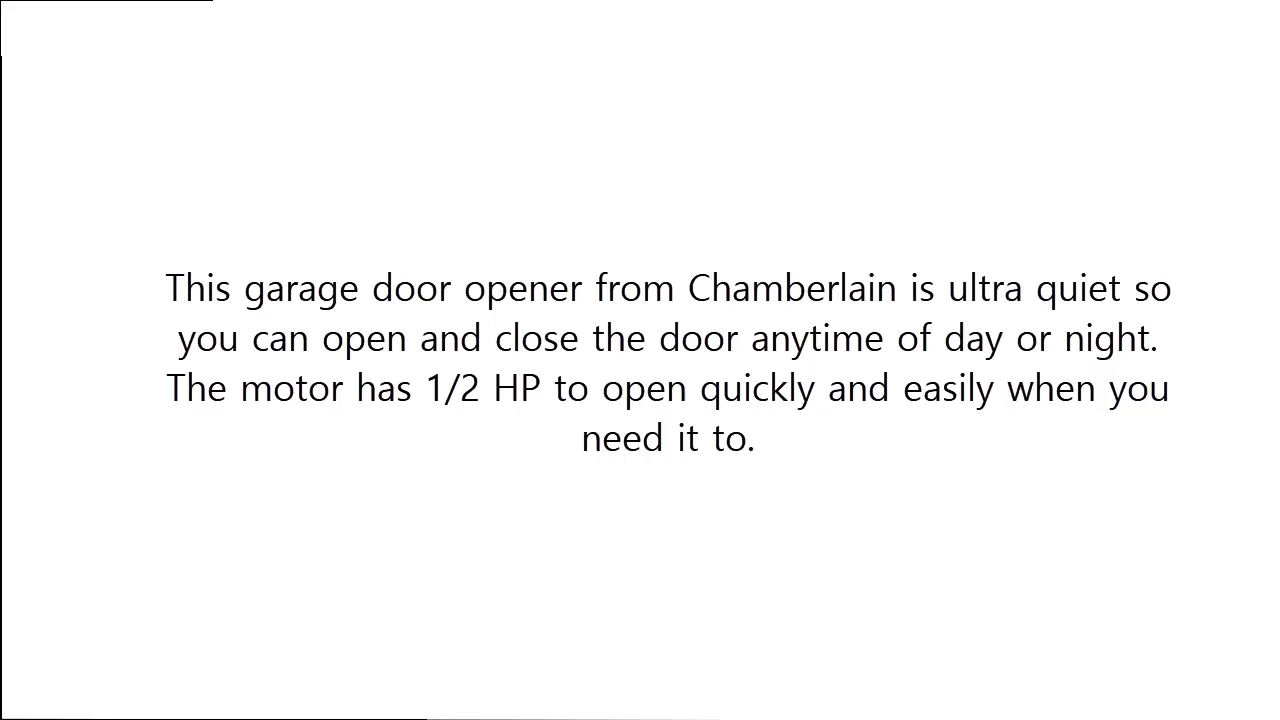 This garage door opener from Chamberlain is ultra quiet so
you can open and close the door anytime of day or night.
The motor has 1/2 HP to open quickly and easily when you
need it to.